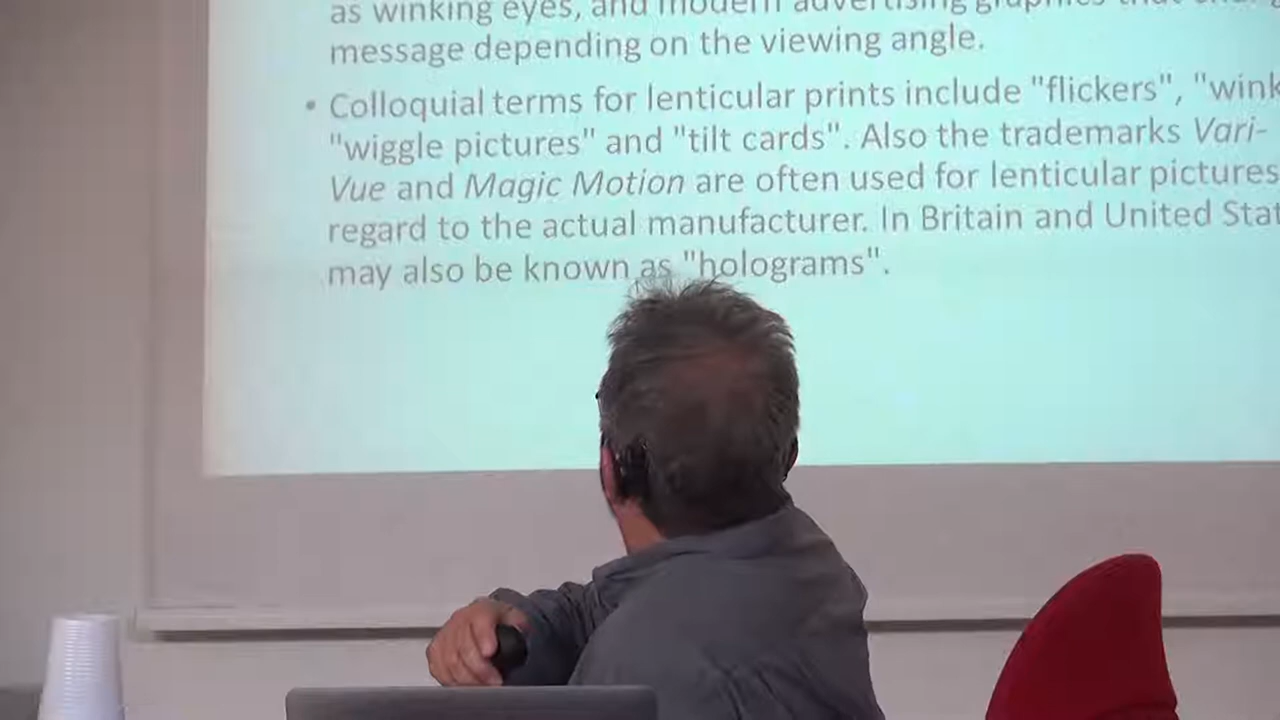 as winking eyes, and modern advertising graphics that
message depending on the viewing angle.
• Colloquial terms for lenticular prints include "flickers", "wink
"wiggle pictures" and "tilt cards". Also the trademarks Vari-
Vue and Magic Motion are often used for lenticular pictures
regard to the actual manufacturer. In Britain and United Stat
may also be known as "holograms".